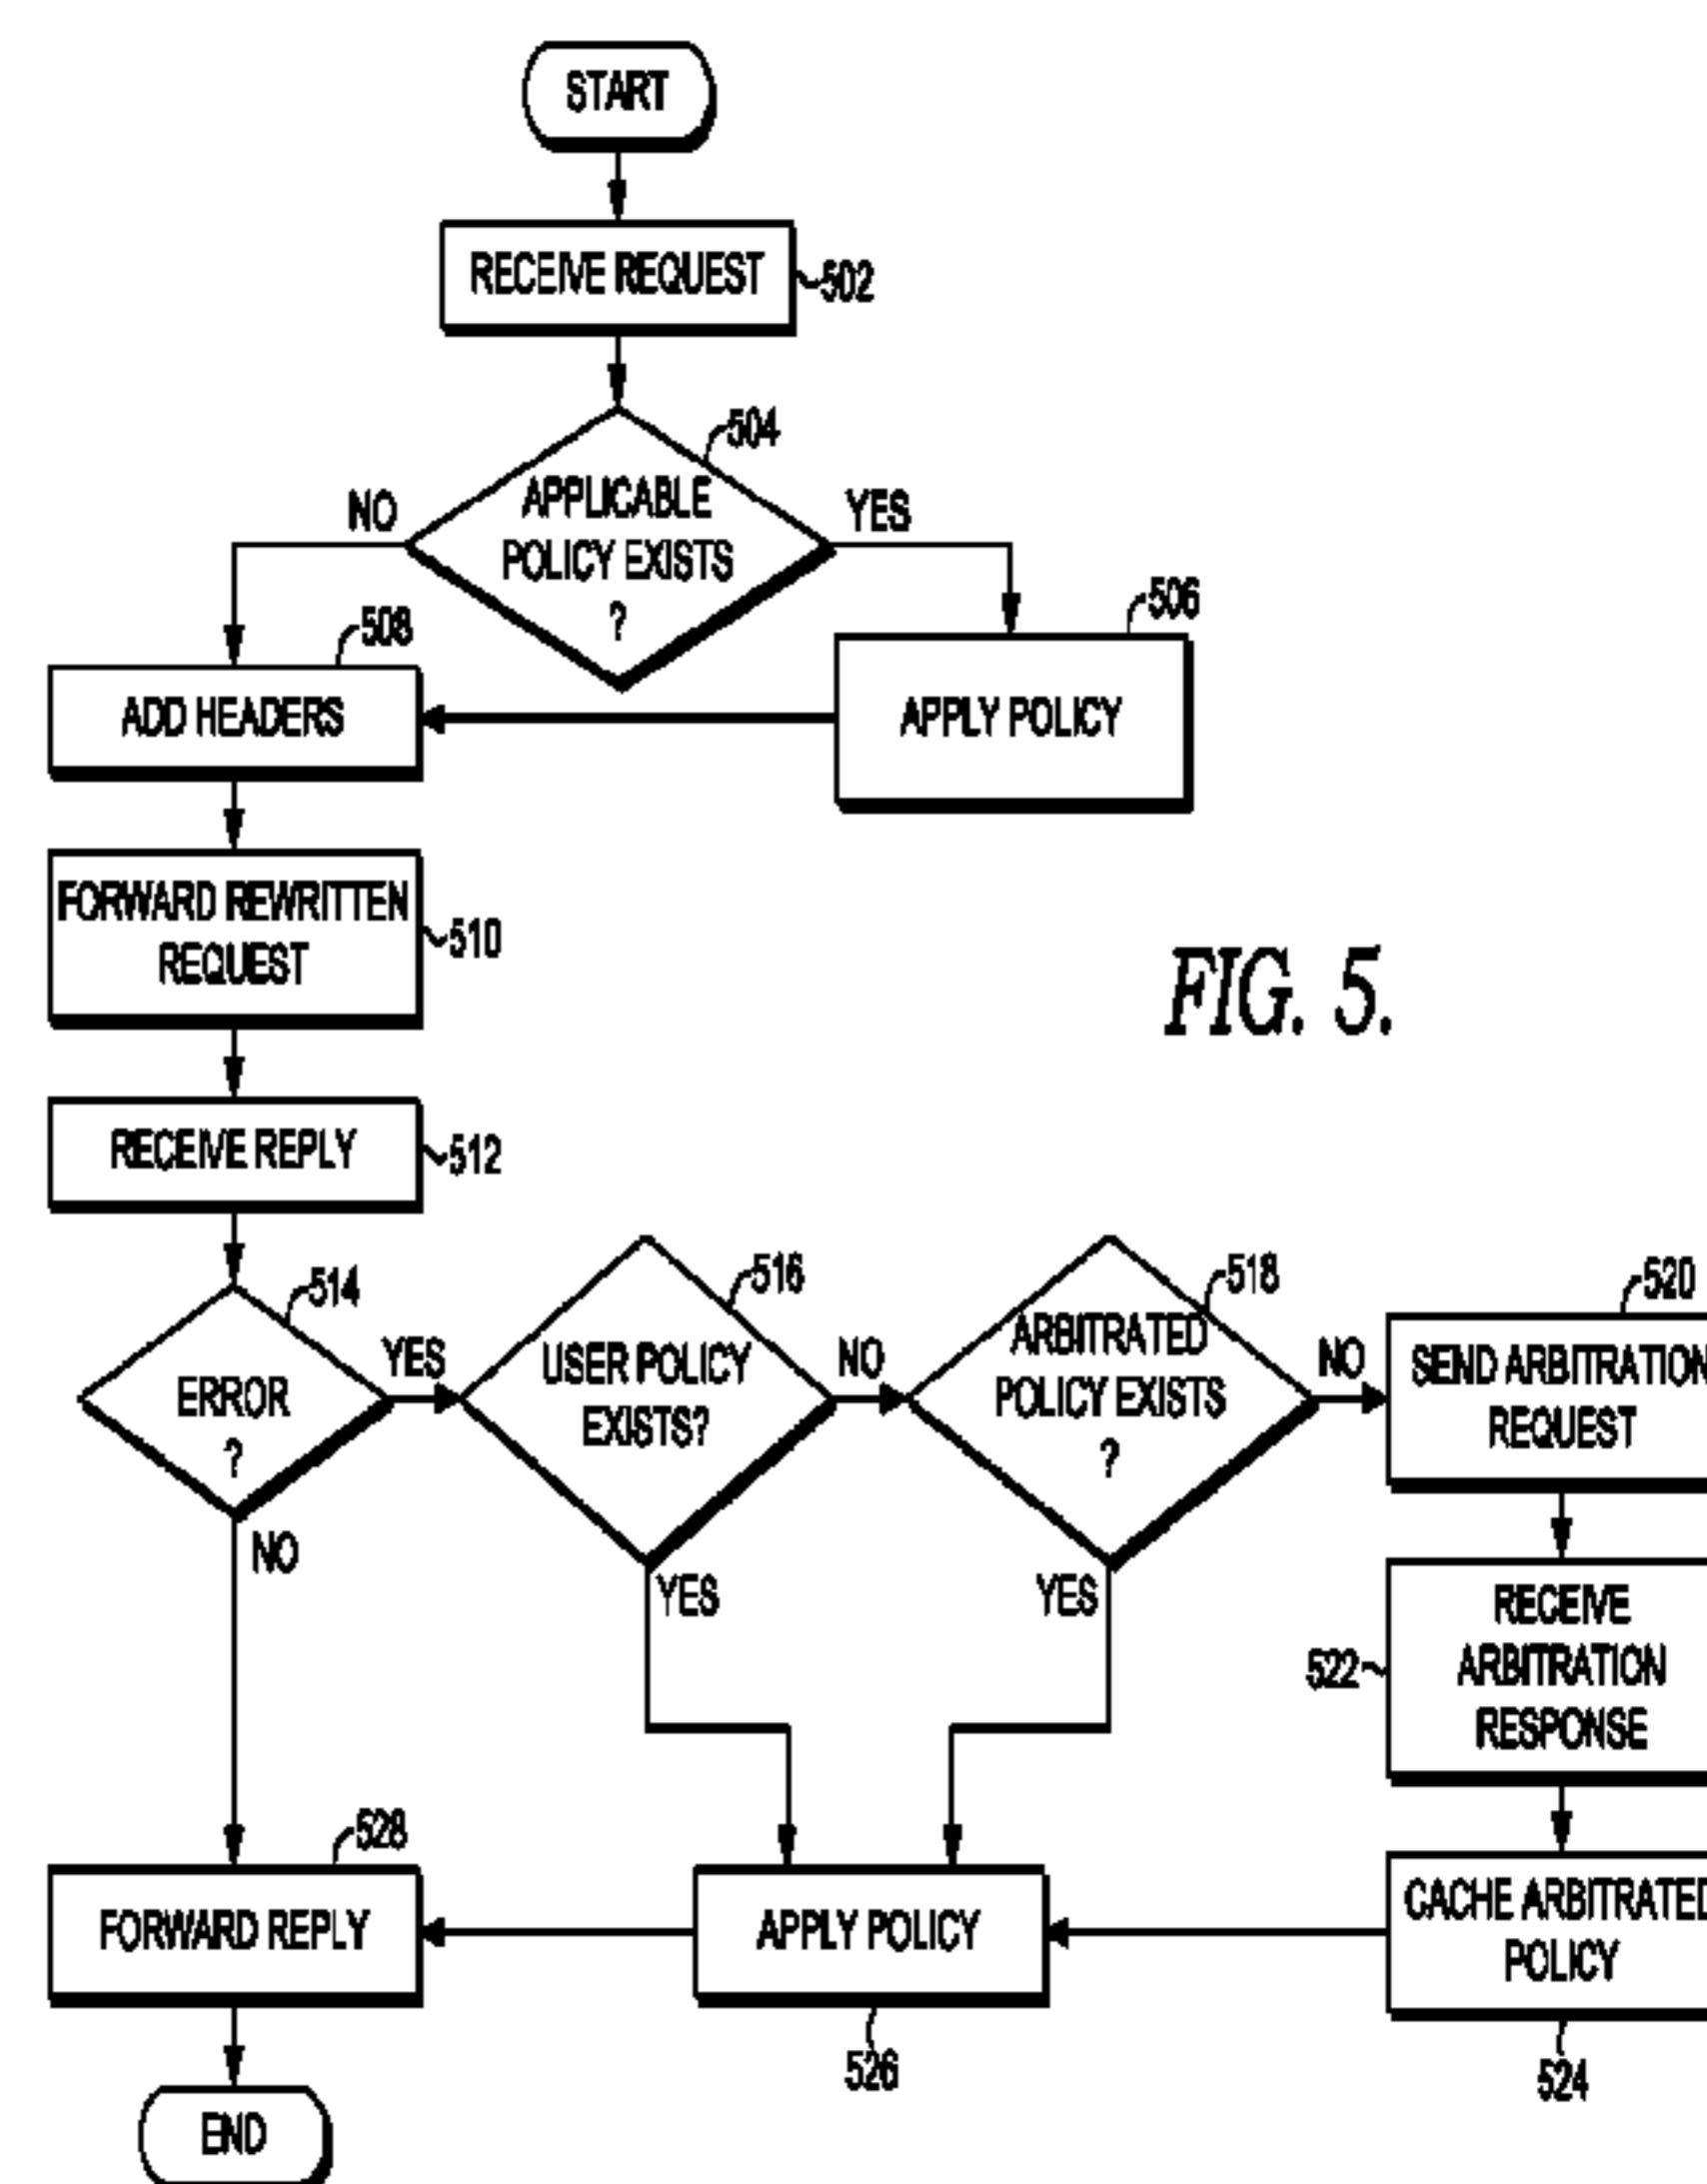 START
RECEIVE REQUEST
502
504
APPLICABLE
POLICY EXISTS
?
NO
YES
506
APPLY POLICY
508
ADD HEADERS
FORWARD REWRITTEN
REQUEST
510
FIG. 5.
RECEIVE REPLY
512
514
ERROR
?
YES
NO
516
USER POLICY
EXISTS?
NO
YES
518
ARBITRATED
POLICY EXISTS
?
NO
YES
520
SEND ARBITRATION
REQUEST
RECEIVE
ARBITRATION
RESPONSE
522
CACHE ARBITRATED
POLICY
524
APPLY POLICY
526
528
FORWARD REPLY
END